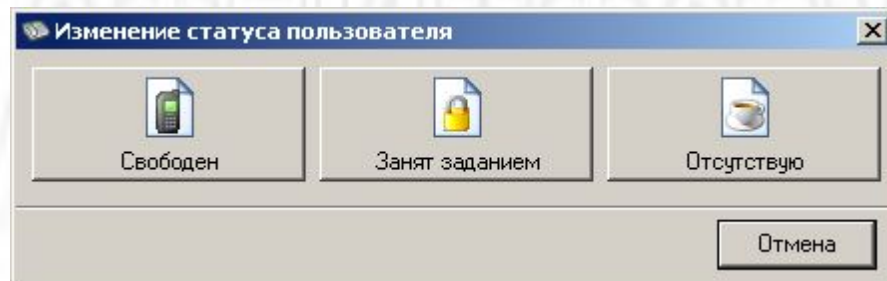 Изменение статуса пользователя
Свободен
Занят заданием
Отсутствую
Отмена